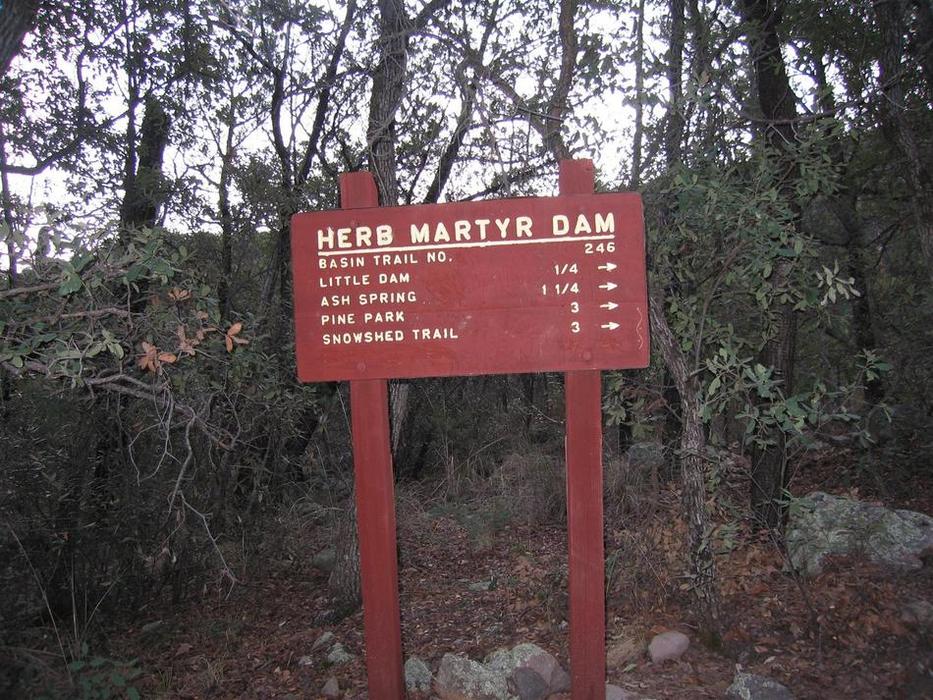 HERB MARTYR DAM
BASIN TRAIL NO. 246
LITTLE DAM 1/4 →
ASH SPRING 1 1/4 →
PINE PARK 3 →
SNOWSHED TRAIL 3 →